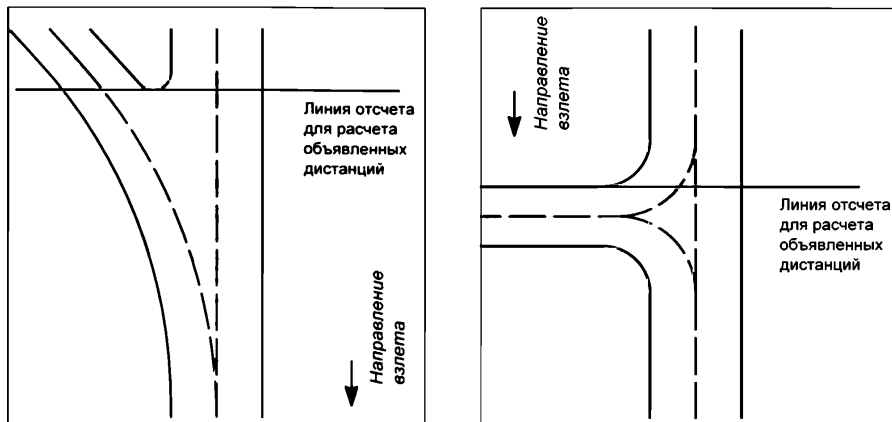 Линия отсчета
для расчета
объявленных
дистанций
Направление
взлета
Направление
взлета
Линия отсчета
для расчета
объявленных
дистанций